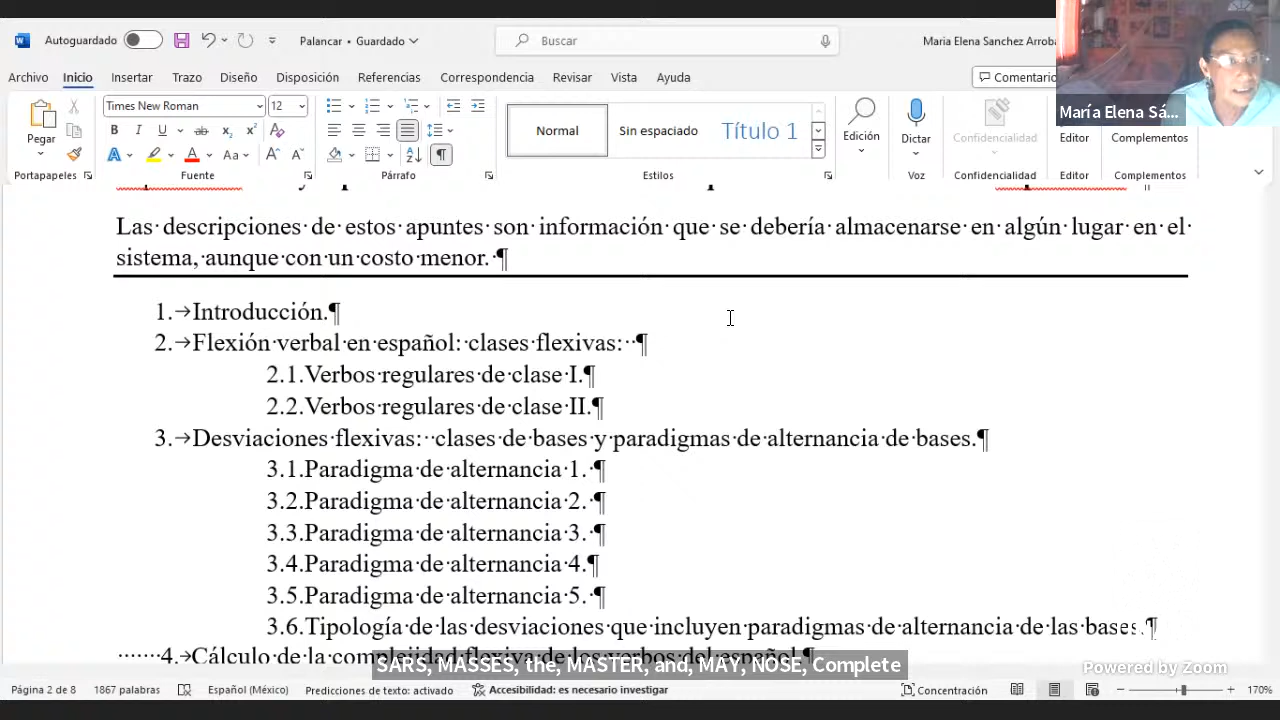 Autoguardado
Palancar • Guardado
Buscar
Maria Elena Sanchez Arroba
Archivo Inicio Insertar Trazo Diseño Disposición Referencias Correspondencia Revisar Vista Ayuda
Comentario
María Elena Sá...
Pegar
Times New Roman 12
Normal
Sin espaciado
Título 1
Edición
Dictar
Confidencialidad
Editor
Complementos
Portapapeles
Fuente
Párrafo
Estilos
Voz
Confidencialidad
Editor
Complementos
Las descripciones de estos apuntes son información que se debería almacenarse en algún lugar en el
sistema, aunque con un costo menor. ¶
1.→Introducción.¶
2.→Flexión verbal en español: clases flexivas: ¶
2.1.Verbos regulares de clase I.¶
2.2.Verbos regulares de clase II.¶
3.→Desviaciones flexivas: clases de bases y paradigmas de alternancia de bases.¶
3.1.Paradigma de alternancia 1. ¶
3.2.Paradigma de alternancia 2. ¶
3.3.Paradigma de alternancia 3. ¶
3.4.Paradigma de alternancia 4.¶
3.5.Paradigma de alternancia 5. ¶
3.6.Tipología de las desviaciones que incluyen paradigmas de alternancia de las bases.¶
4.→Cálculo de la complejidad flexiva de los verbos del español.¶
SARS, MASSES, the, MASTER, and, MAY, NOSE, Complete
Powered by Zoom
Página 2 de 8
1867 palabras
Español (México)
Predicciones de texto: activado
Accesibilidad: es necesario investigar
Concentración
170%